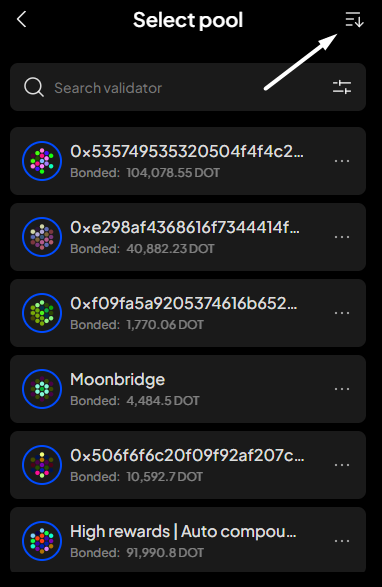 Select pool
Search validator
0x535749535320504f4f4c2...
Bonded: 104,078.55 DOT
0xe298af4368616f7344414f...
Bonded: 40,882.23 DOT
0xf09fa5a9205374616b652...
Bonded: 1,770.06 DOT
Moonbridge
Bonded: 4,484.5 DOT
0x506f6f6c20f09f92af207c...
Bonded: 10,592.7 DOT
High rewards | Auto compou...
Bonded: 91,990.8 DOT